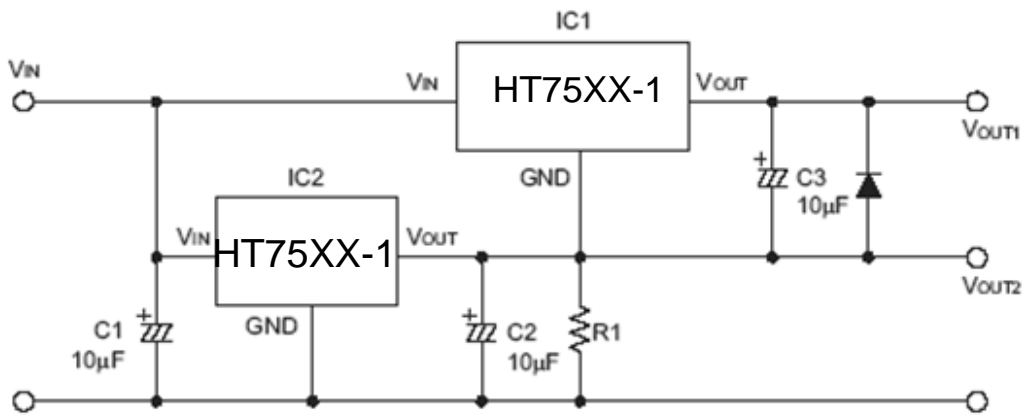 IC1
VIN
VIN
HT75XX-1
VOUT
VOUT1
GND
C3
10µF
+
IC2
VIN
HT75XX-1
VOUT
VOUT2
GND
+
C1
10µF
+
C2
10µF
R1